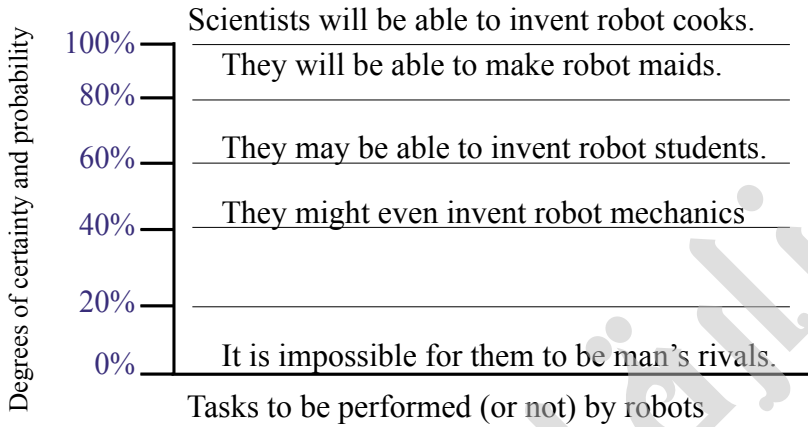 Scientists will be able to invent robot cooks.
100%
They will be able to make robot maids.
80%
They may be able to invent robot students.
60%
They might even invent robot mechanics
40%
20%
It is impossible for them to be man's rivals.
0%
Tasks to be performed (or not) by robots
Degrees of certainty and probability